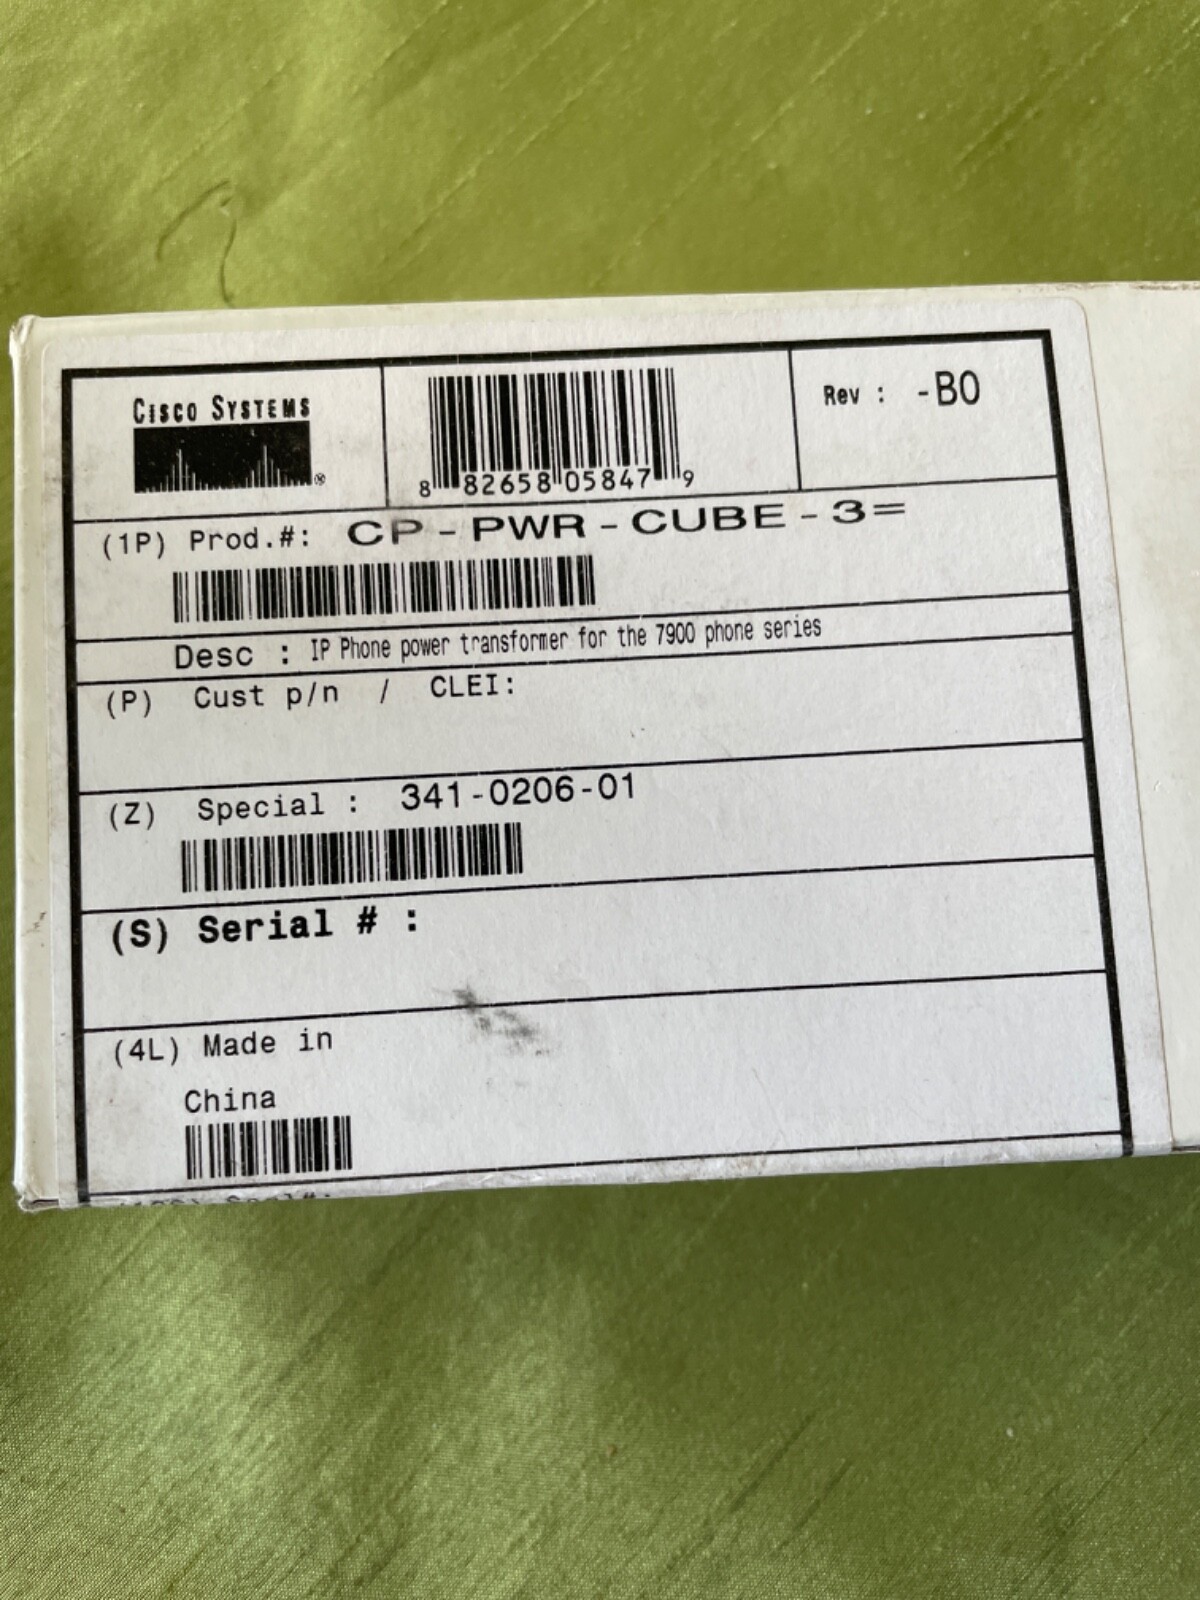 CISCO SYSTEMS
8 82658 05847 9
Rev : -B0
(1P) Prod.#: CP-PWR-CUBE-3=
Desc : IP Phone power transformer for the 7900 phone series
(P) Cust p/n / CLEI:
(Z) Special : 341-0206-01
(S) Serial # :
(4L) Made in
China